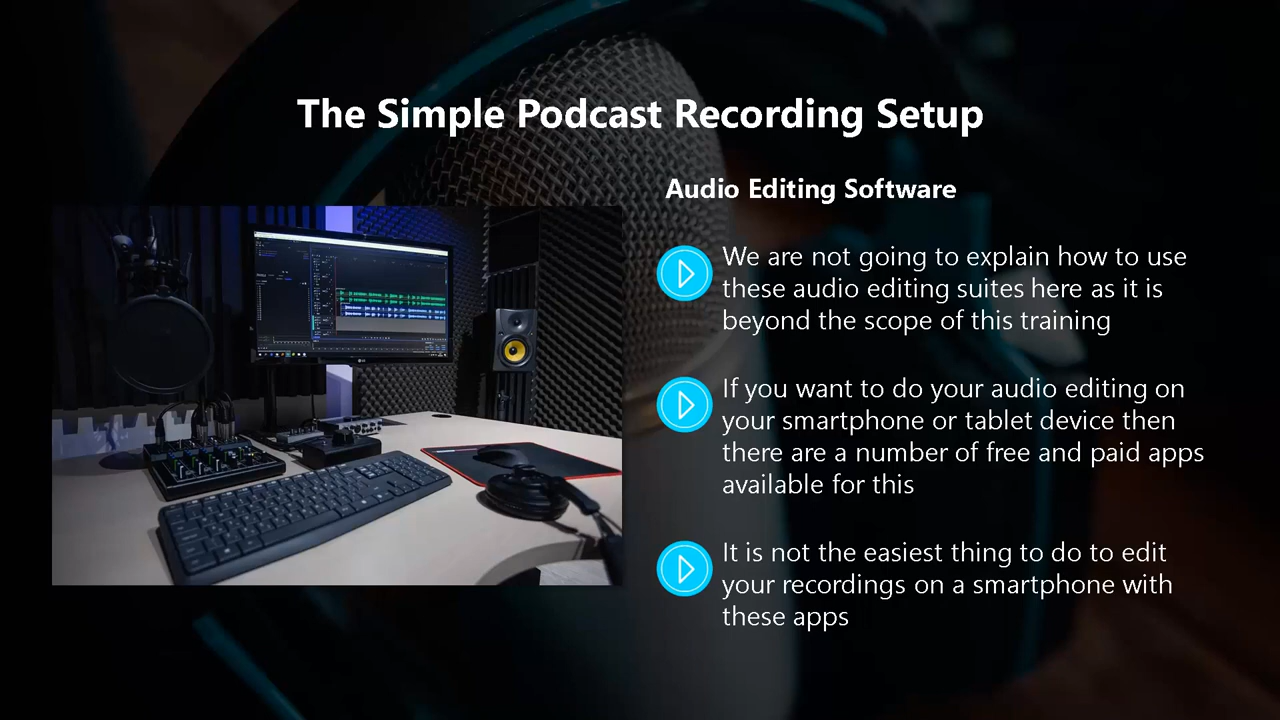 The Simple Podcast Recording Setup
Audio Editing Software
We are not going to explain how to use
these audio editing suites here as it is
beyond the scope of this training
If you want to do your audio editing on
your smartphone or tablet device then
there are a number of free and paid apps
available for this
It is not the easiest thing to do to edit
your recordings on a smartphone with
these apps